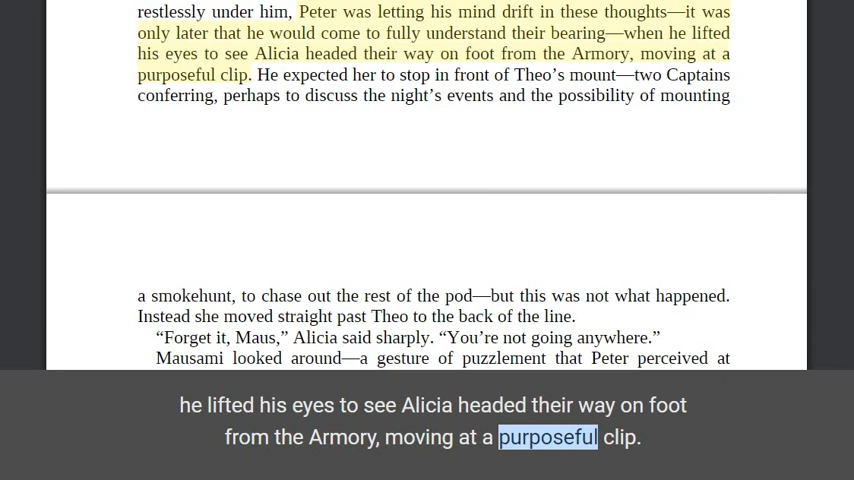 restlessly under him, Peter was letting his mind drift in these thoughts—it was
only later that he would come to fully understand their bearing—when he lifted
his eyes to see Alicia headed their way on foot from the Armory, moving at a
purposeful clip. He expected her to stop in front of Theo’s mount—two Captains
conferring, perhaps to discuss the night’s events and the possibility of mounting
a smokehunt, to chase out the rest of the pod—but this was not what happened.
Instead she moved straight past Theo to the back of the line.
“Forget it, Maus,” Alicia said sharply. “You’re not going anywhere.”
Mausami looked around—a gesture of puzzlement that Peter perceived at
he lifted his eyes to see Alicia headed their way on foot
from the Armory, moving at a purposeful clip.